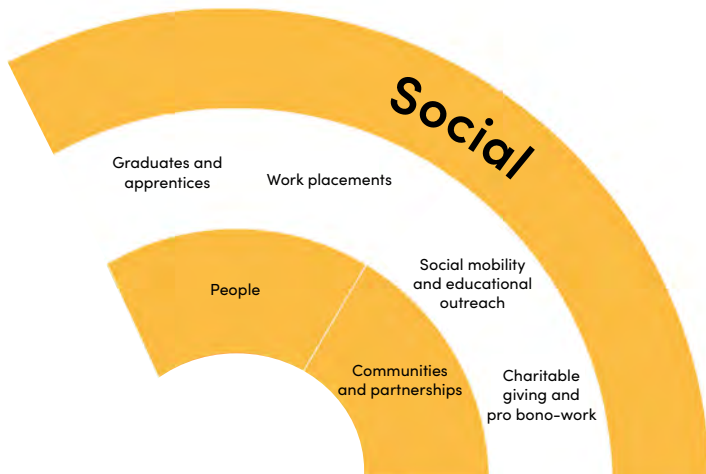 Social
Graduates and
apprentices
Work placements
Social mobility
and educational
outreach
People
Communities
and partnerships
Charitable
giving and
pro bono-work